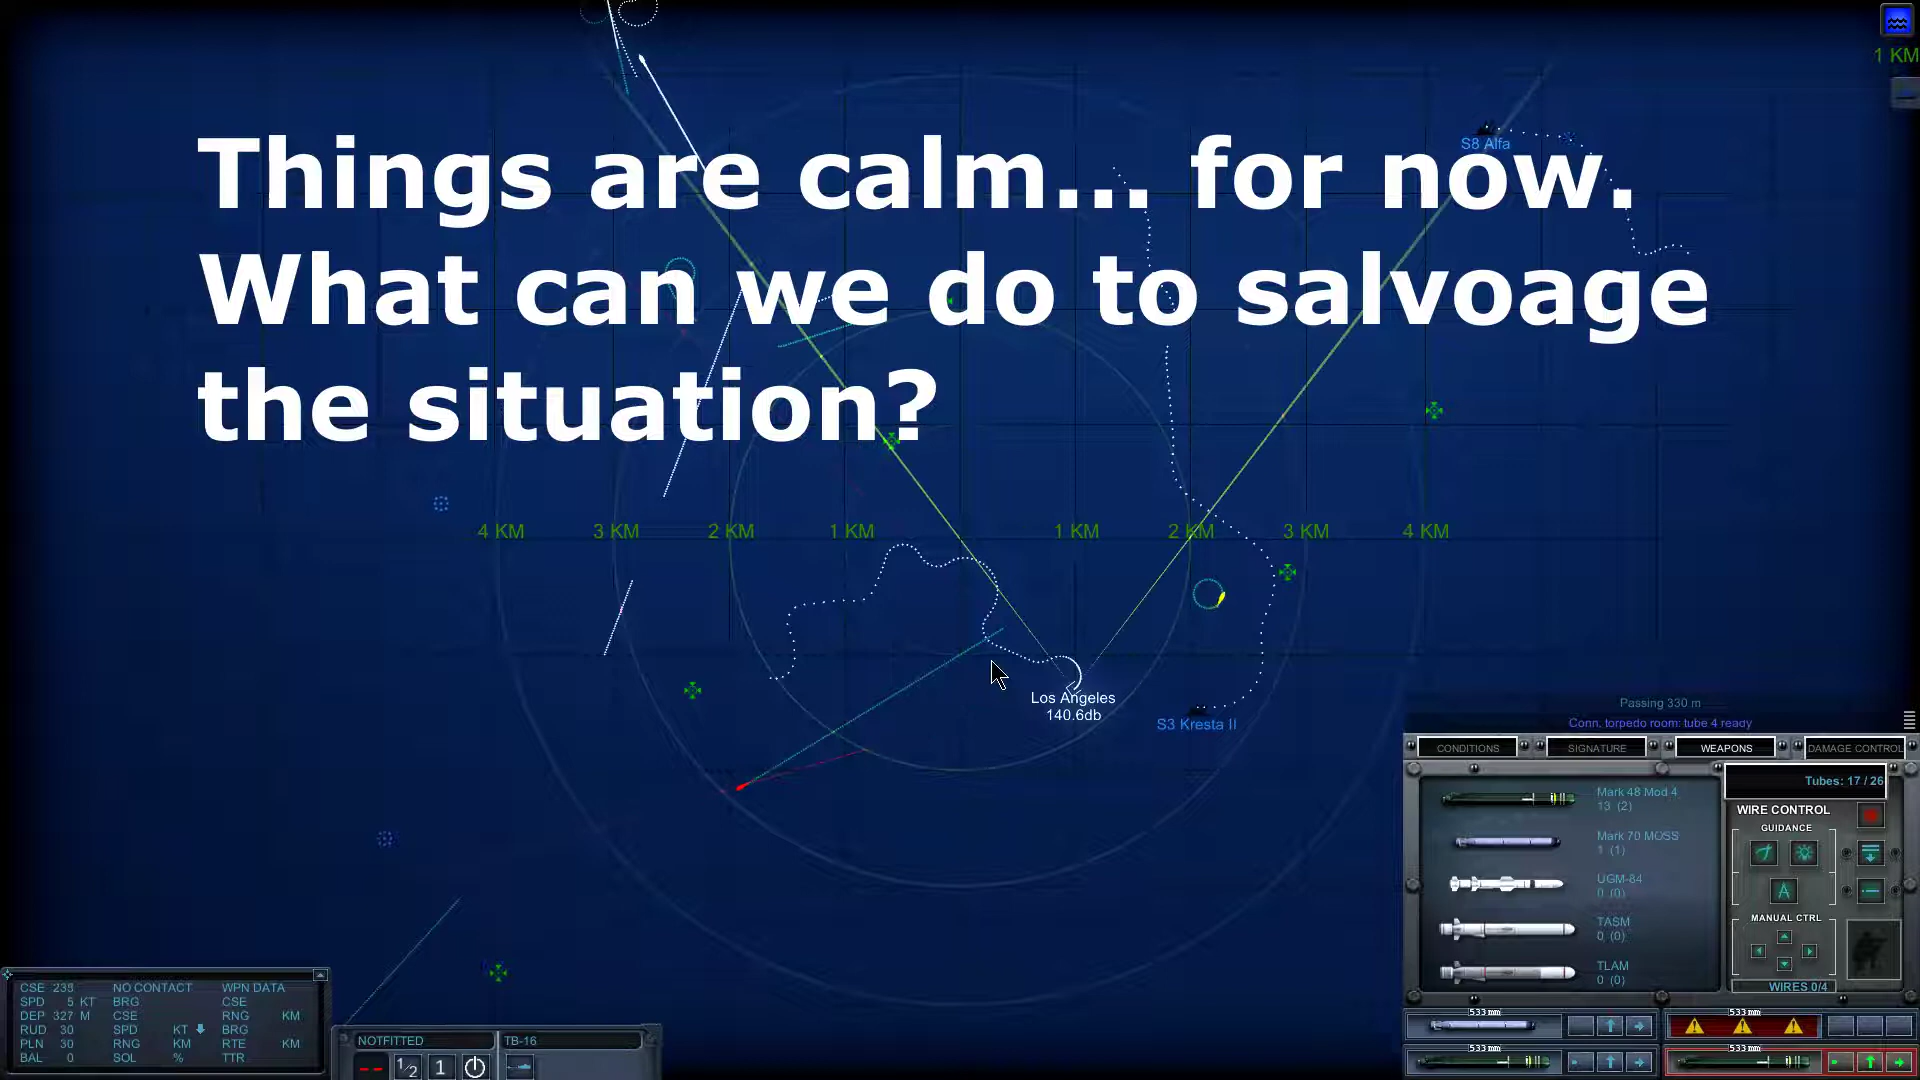 1 KM
S8 Alfa
Things are calm... for now.
What can we do to salvoage
the situation?
4 KM 3 KM 2 KM 1 KM 1 KM 2 KM 3 KM 4 KM
Los Angeles
140.6db
S3 Kresta II
Passing 330 m
Conn, torpedo room: tube 4 ready
CONDITIONS SIGNATURE WEAPONS DAMAGE CONTROL
Tubes: 17 / 26
Mark 48 Mod 4
13 (2)
Mark 70 MOSS
1 (1)
UGM-84
0 (0)
TASM
0 (0)
TLAM
0 (0)
WIRE CONTROL
GUIDANCE
A
MANUAL CTRL
WIRES 0/4
533 mm 533 mm
533 mm 533 mm
CSE 235 NO CONTACT WPN DATA
SPD 5 KT BRG CSE
DEP 327 M CSE RNG KM
RUD 30 SPD KT BRG
PLN 30 RNG KM RTE KM
BAL 0 SOL % TTR
NOTFITTED TB-16
-- 1/2 1